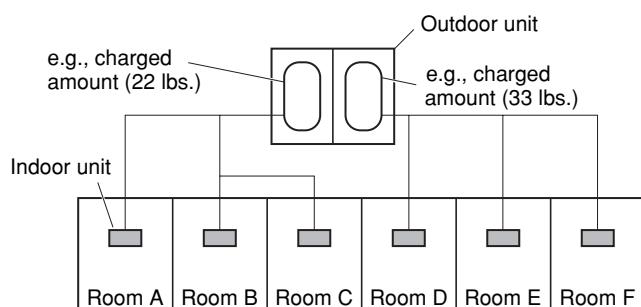 Outdoor unit
e.g., charged
amount (22 lbs.)
e.g., charged
amount (33 lbs.)
Indoor unit
Room A Room B Room C Room D Room E Room F